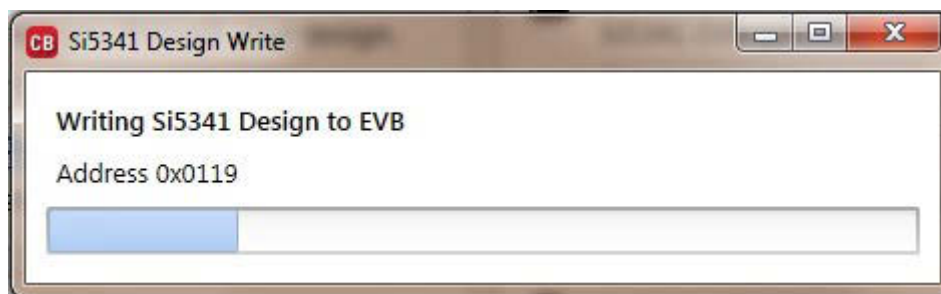 CB Si5341 Design Write
Writing Si5341 Design to EVB
Address 0x0119